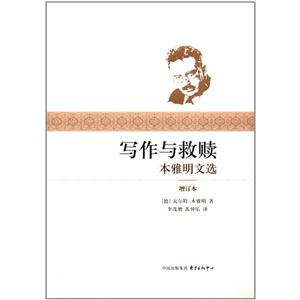 写作与救赎
本雅明文选
增订本
[德] 瓦尔特·本雅明 著
李茂增 苏仲乐 译
中国出版集团 东方出版中心